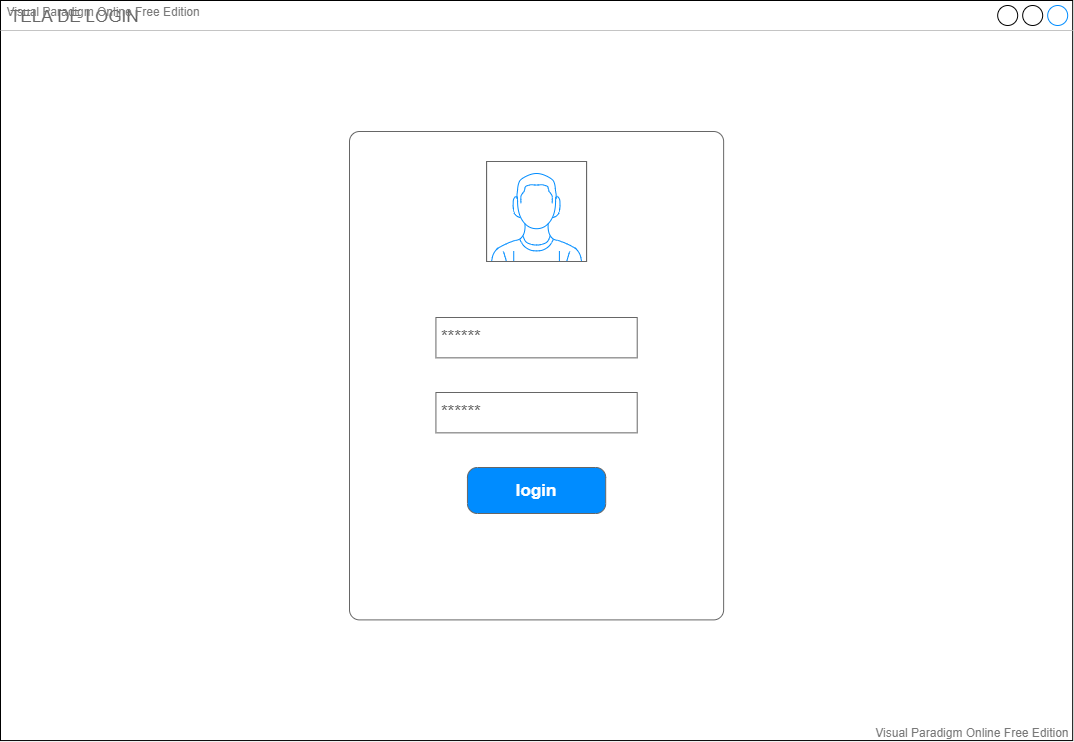 Visual Paradigm Online Free Edition
TELA DE LOGIN
******
******
login
Visual Paradigm Online Free Edition